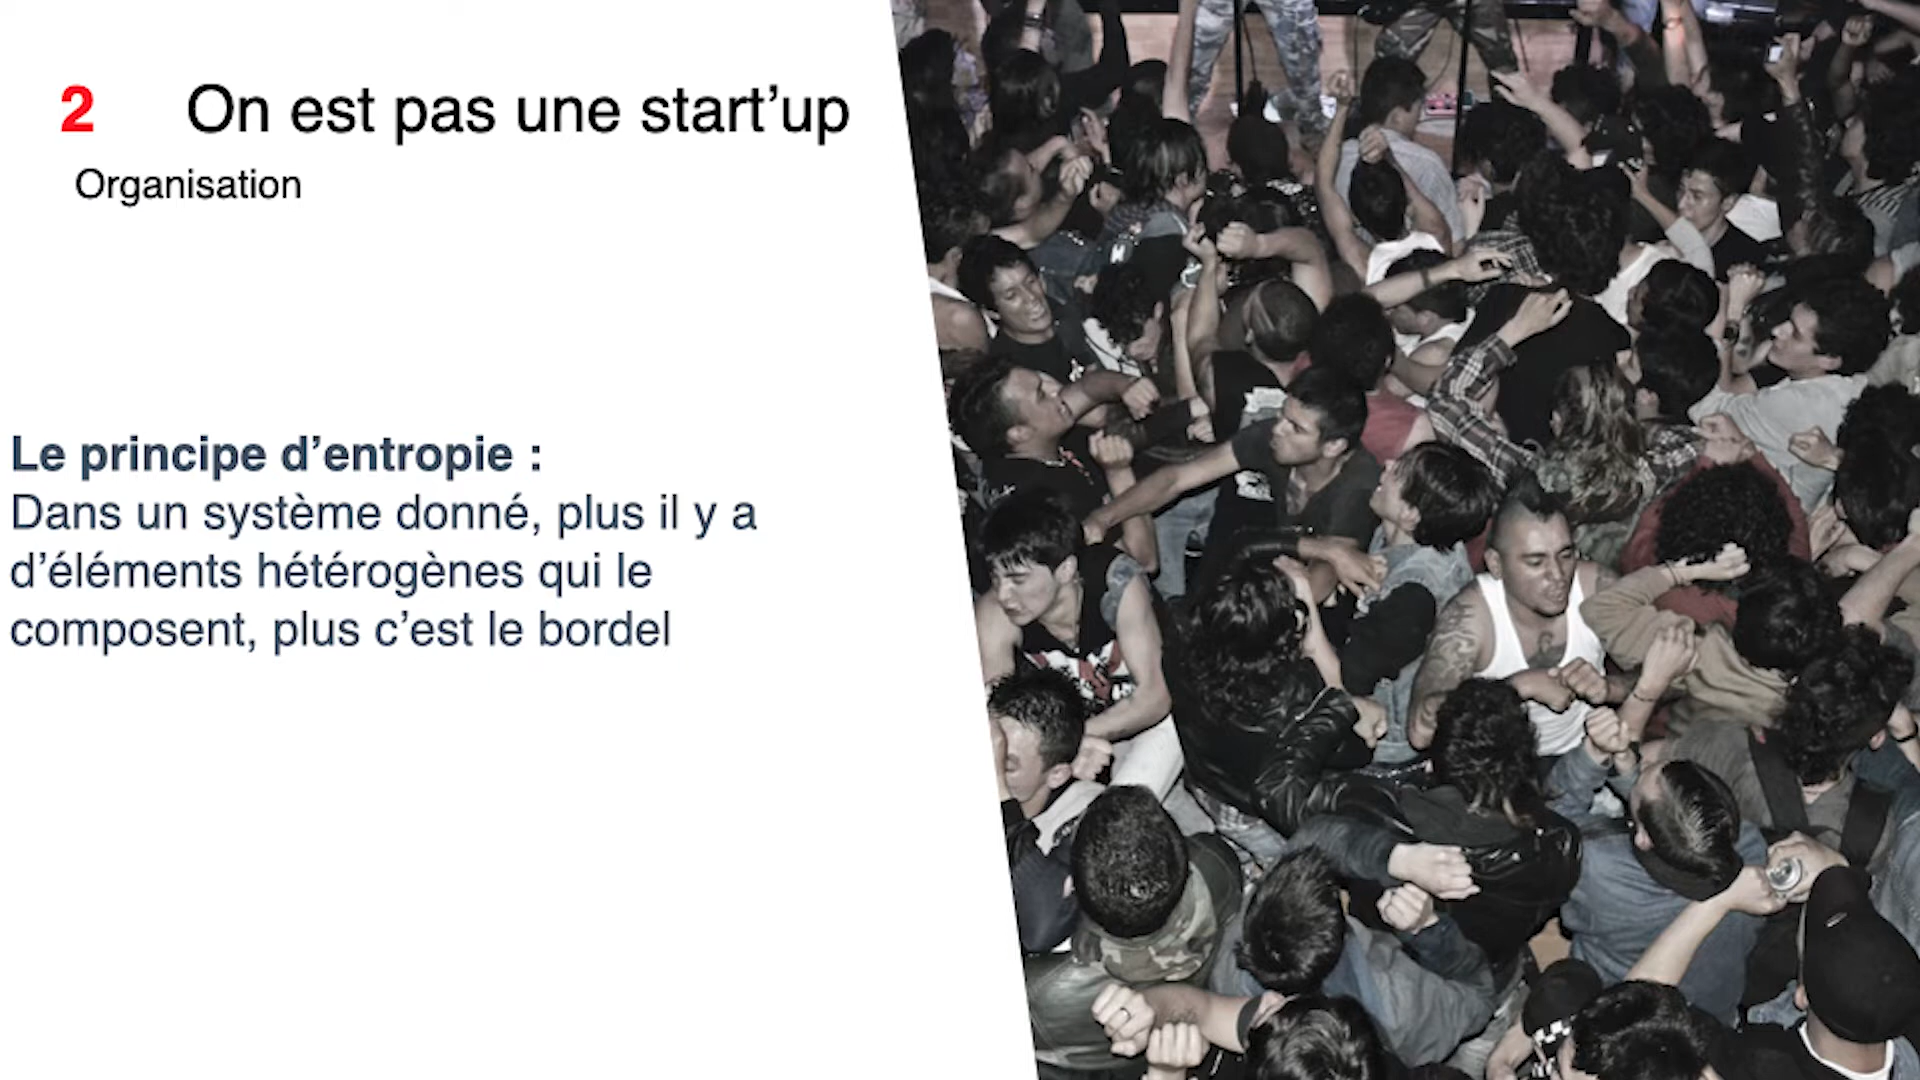 2 On est pas une start’up
Organisation
Le principe d’entropie :
Dans un système donné, plus il y a
d’éléments hétérogènes qui le
composent, plus c’est le bordel